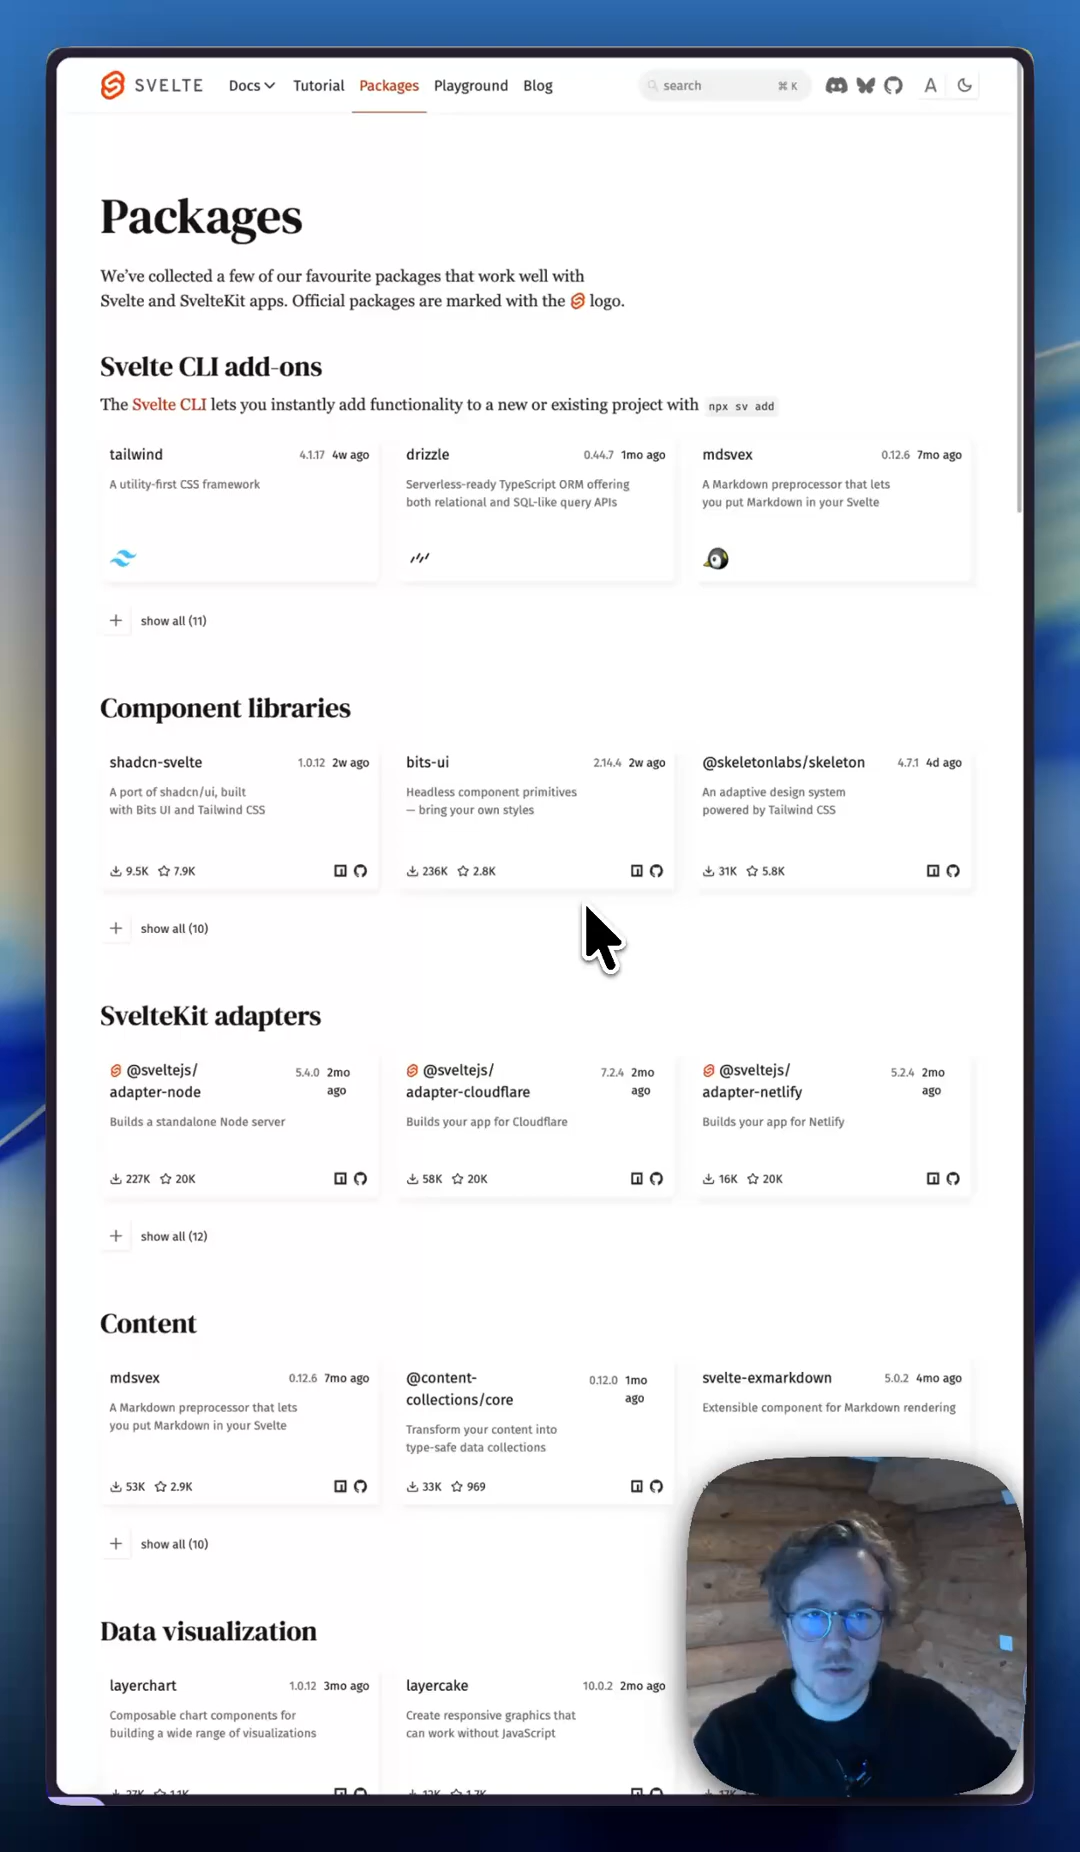 SVELTE Docs Tutorial Packages Playground Blog search ⌘ K A
Packages
We've collected a few of our favourite packages that work well with
Svelte and SvelteKit apps. Official packages are marked with the logo.
Svelte CLI add-ons
The Svelte CLI lets you instantly add functionality to a new or existing project with npx sv add
tailwind 4.1.17 4w ago
A utility-first CSS framework
drizzle 0.44.7 1mo ago
Serverless-ready TypeScript ORM offering
both relational and SQL-like query APIs
mdsvex 0.12.6 7mo ago
A Markdown preprocessor that lets
you put Markdown in your Svelte
show all (11)
Component libraries
shadcn-svelte 1.0.12 2w ago
A port of shadcn/ui, built
with Bits UI and Tailwind CSS
9.5K 7.9K
bits-ui 2.14.4 2w ago
Headless component primitives
— bring your own styles
236K 2.8K
@skeletonlabs/skeleton 4.7.1 4d ago
An adaptive design system
powered by Tailwind CSS
31K 5.8K
show all (10)
SvelteKit adapters
@sveltejs/ 5.4.0 2mo
adapter-node ago
Builds a standalone Node server
227K 20K
@sveltejs/ 7.2.4 2mo
adapter-cloudflare ago
Builds your app for Cloudflare
58K 20K
@sveltejs/ 5.2.4 2mo
adapter-netlify ago
Builds your app for Netlify
16K 20K
show all (12)
Content
mdsvex 0.12.6 7mo ago
A Markdown preprocessor that lets
you put Markdown in your Svelte
53K 2.9K
@content- 0.12.0 1mo
collections/core ago
Transform your content into
type-safe data collections
33K 969
svelte-exmarkdown 5.0.2 4mo ago
Extensible component for Markdown rendering
show all (10)
Data visualization
layerchart 1.0.12 3mo ago
Composable chart components for
building a wide range of visualizations
layercake 10.0.2 2mo ago
Create responsive graphics that
can work without JavaScript